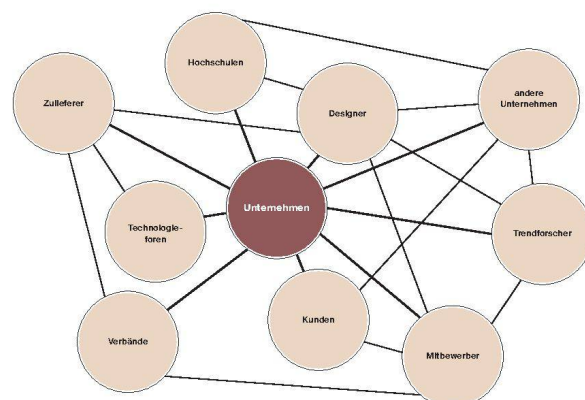 Hochschulen
andere
Unternehmen
Zulieferer
Designer
Unternehmen
Technologie-
foren
Trendforscher
Kunden
Verbände
Mitbewerber